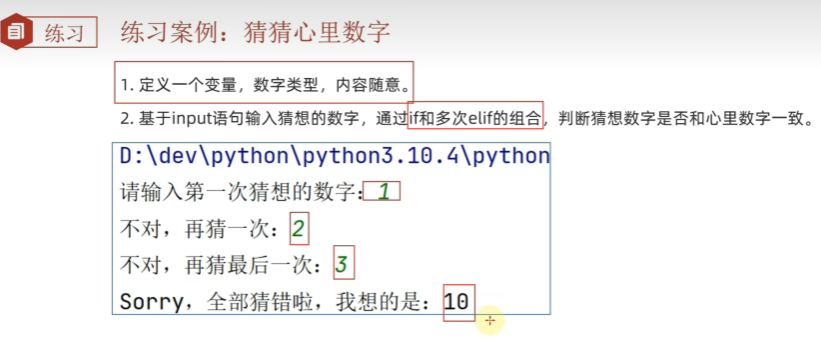 练习
练习案例：猜猜心里数字
1. 定义一个变量，数字类型，内容随意。
2. 基于input语句输入猜想的数字，通过if和多次elif的组合，判断猜想数字是否和心里数字一致。
D:\dev\python\python3.10.4\python
请输入第一次猜想的数字：1
不对，再猜一次：2
不对，再猜最后一次：3
Sorry，全部猜错啦，我想的是：10